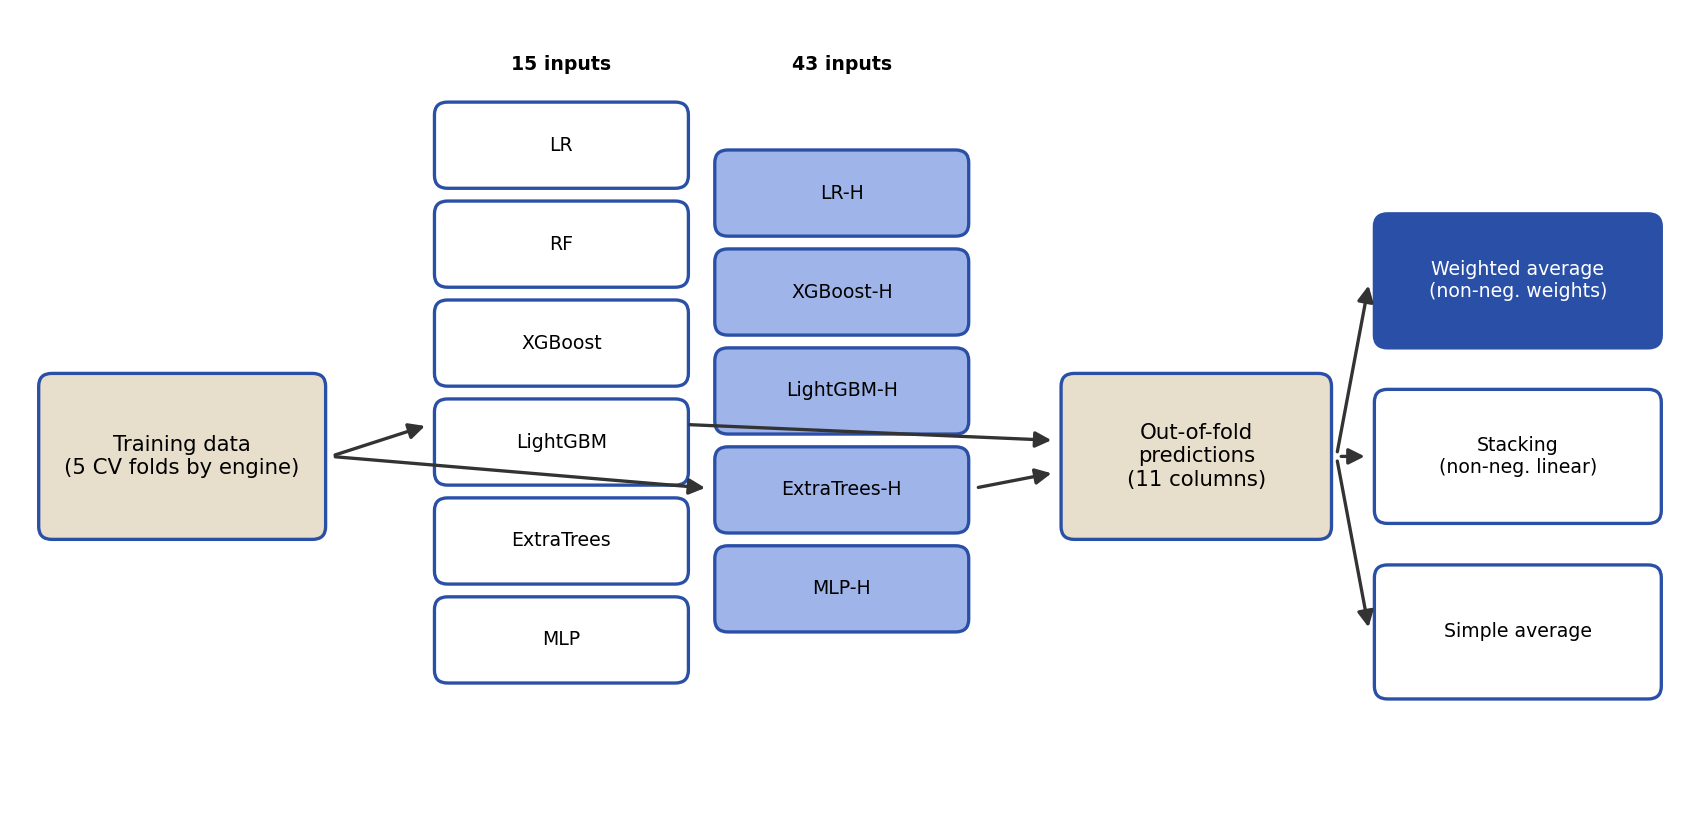 15 inputs
43 inputs
Training data
(5 CV folds by engine)
LR
RF
XGBoost
LightGBM
ExtraTrees
MLP
LR-H
XGBoost-H
LightGBM-H
ExtraTrees-H
MLP-H
Out-of-fold
predictions
(11 columns)
Weighted average
(non-neg. weights)
Stacking
(non-neg. linear)
Simple average